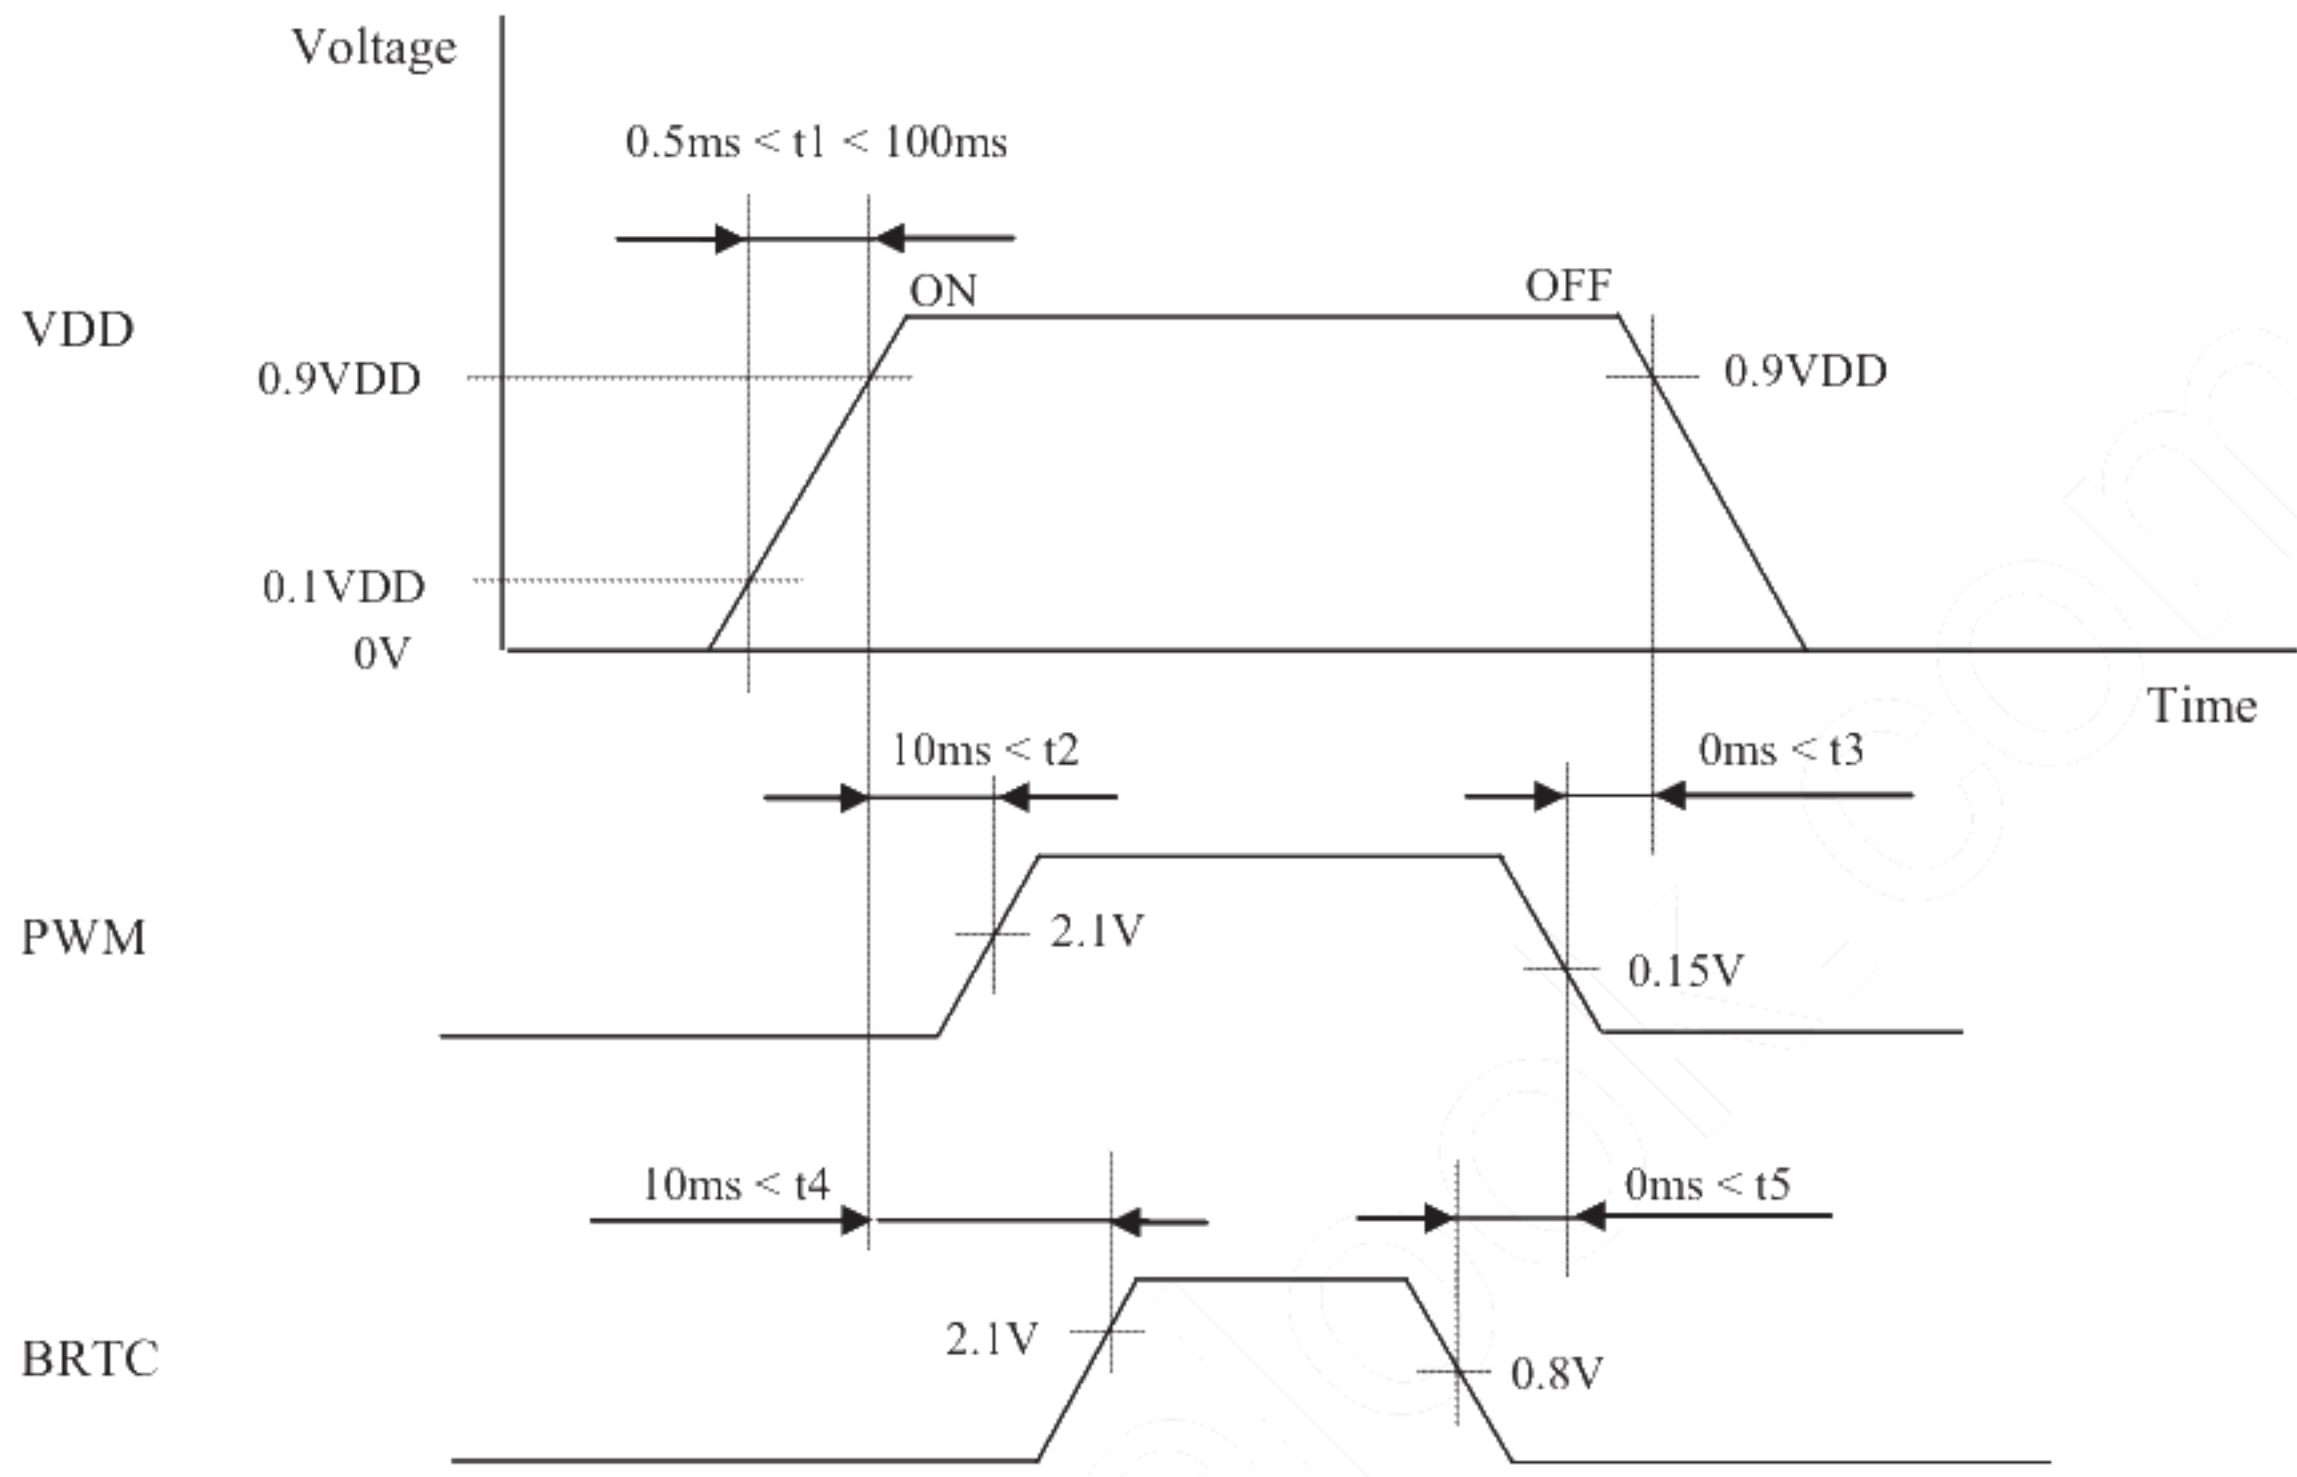 Voltage
0.5ms < t1 < 100ms
ON
OFF
VDD
0.9VDD
0.9VDD
0.1VDD
0V
Time
10ms < t2
0ms < t3
PWM
2.1V
0.15V
10ms < t4
0ms < t5
BRTC
2.1V
0.8V